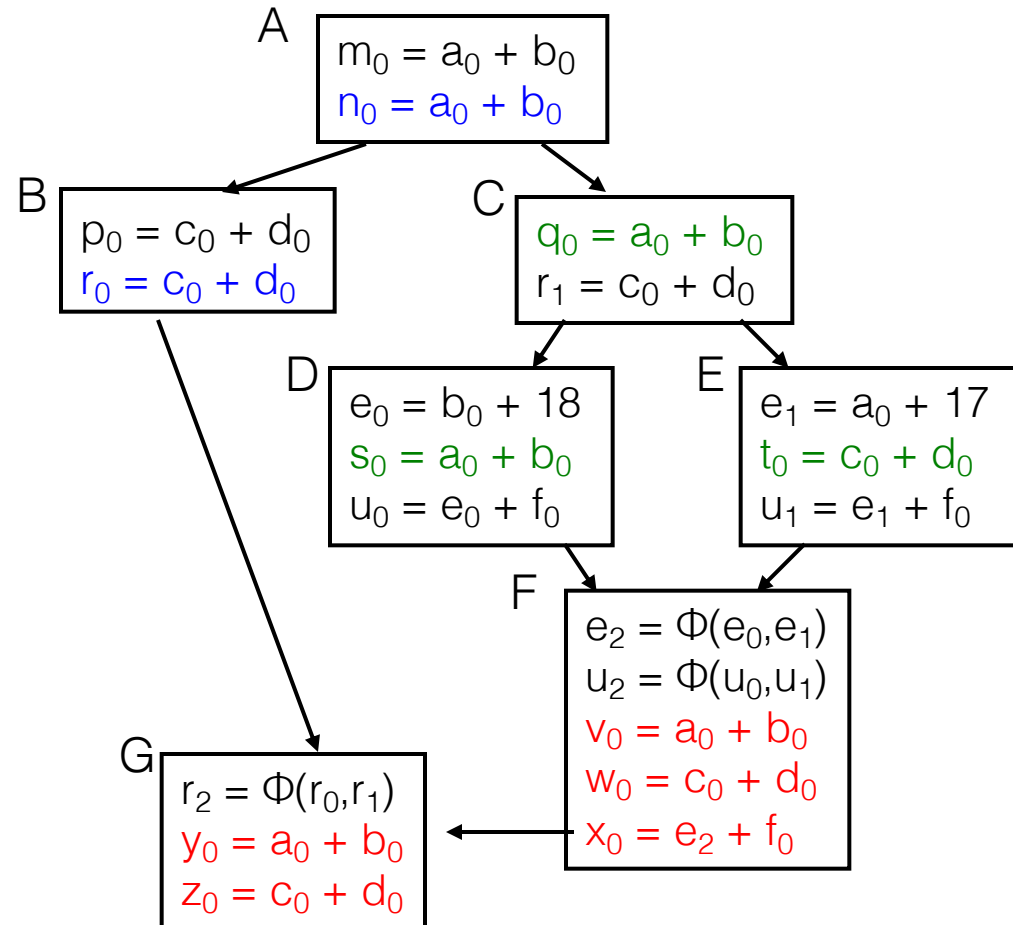 A
m₀ = a₀ + b₀
n₀ = a₀ + b₀
B
p₀ = c₀ + d₀
r₀ = c₀ + d₀
C
q₀ = a₀ + b₀
r₁ = c₀ + d₀
D
e₀ = b₀ + 18
s₀ = a₀ + b₀
u₀ = e₀ + f₀
E
e₁ = a₀ + 17
t₀ = c₀ + d₀
u₁ = e₁ + f₀
F
e₂ = Φ(e₀,e₁)
u₂ = Φ(u₀,u₁)
v₀ = a₀ + b₀
w₀ = c₀ + d₀
x₀ = e₂ + f₀
G
r₂ = Φ(r₀,r₁)
y₀ = a₀ + b₀
z₀ = c₀ + d₀